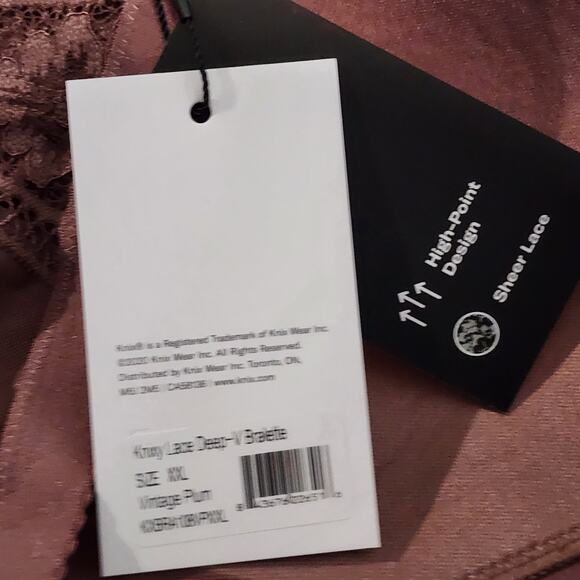 Knix® is a Registered Trademark of Knix Wear Inc.
©2020 Knix Wear Inc. All Rights Reserved.
Distributed by Knix Wear Inc. Toronto, ON,
www.knix.com
Lace Deep-V Bralette
SIZE XXL
Vintage Plum
High-Point
Design
Sheer Lace